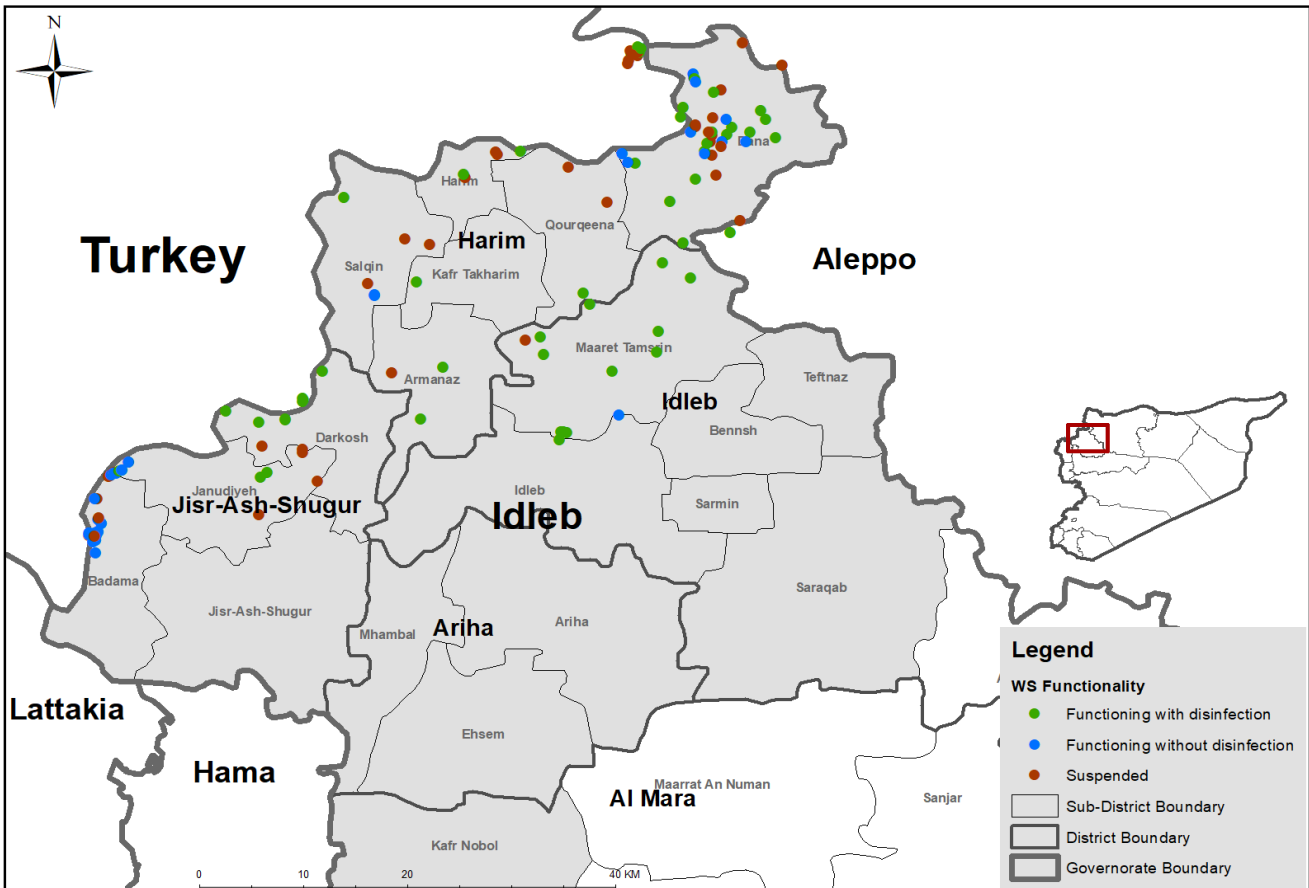 N
Dana
Harim
Qourqeena
Harim
Turkey
Salqin
Kafr Takharim
Aleppo
Maaret Tamsrin
Armanaz
Teftnaz
Idleb
Bennsh
Darkosh
Janudiyeh
Jisr-Ash-Shugur
Idleb
Idleb
Sarmin
Badama
Jisr-Ash-Shugur
Saraqab
Mhambal
Ariha
Ariha
Lattakia
Ehsem
Hama
Maarrat An Numan
Al Mara
Sanjar
Kafr Nobol
0 10 20 40 KM
Legend
WS Functionality
Functioning with disinfection
Functioning without disinfection
Suspended
Sub-District Boundary
District Boundary
Governorate Boundary